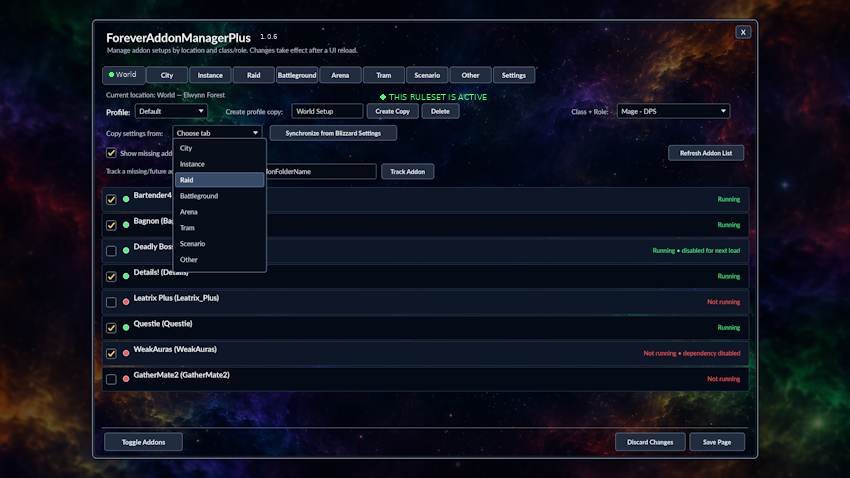 ForeverAddonManagerPlus 1.0.6
X
Manage addon setups by location and class/role. Changes take effect after a UI reload.
World City Instance Raid Battleground Arena Tram Scenario Other Settings
Current location: World — Elwynn Forest
THIS RULESET IS ACTIVE
Profile: Default Create profile copy: World Setup Create Copy Delete Class + Role: Mage - DPS
Copy settings from: Choose tab Synchronize from Blizzard Settings
City
Instance
Raid
Battleground
Arena
Tram
Scenario
Other
Show missing add
Refresh Addon List
Track a missing/future a
onFolderName Track Addon
Bartender4 Running
Bagnon (Ba Running
Deadly Bos Running • disabled for next load
Details! (Details) Running
Leatrix Plus (Leatrix_Plus) Not running
Questie (Questie) Running
WeakAuras (WeakAuras) Not running • dependency disabled
GatherMate2 (GatherMate2) Not running
Toggle Addons Discard Changes Save Page